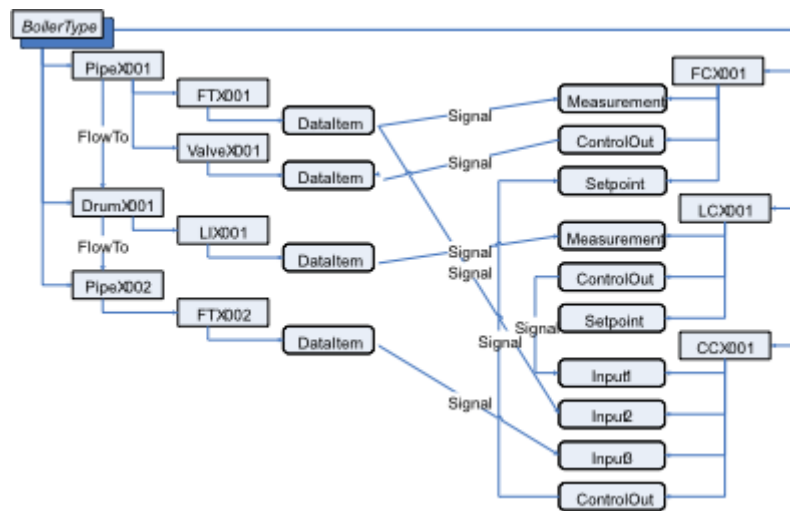 BoilerType
PipeX001
FCX001
FTX001
Measurement
DataItem
Signal
FlowTo
ControlOut
ValveX001
Signal
DataItem
Setpoint
DrumX001
LCX001
LIX001
Measurement
FlowTo
DataItem
Signal
Signal
ControlOut
PipeX002
FTX002
Setpoint
Signal
DataItem
Signal
CCX001
Input1
Signal
Input2
Input3
ControlOut